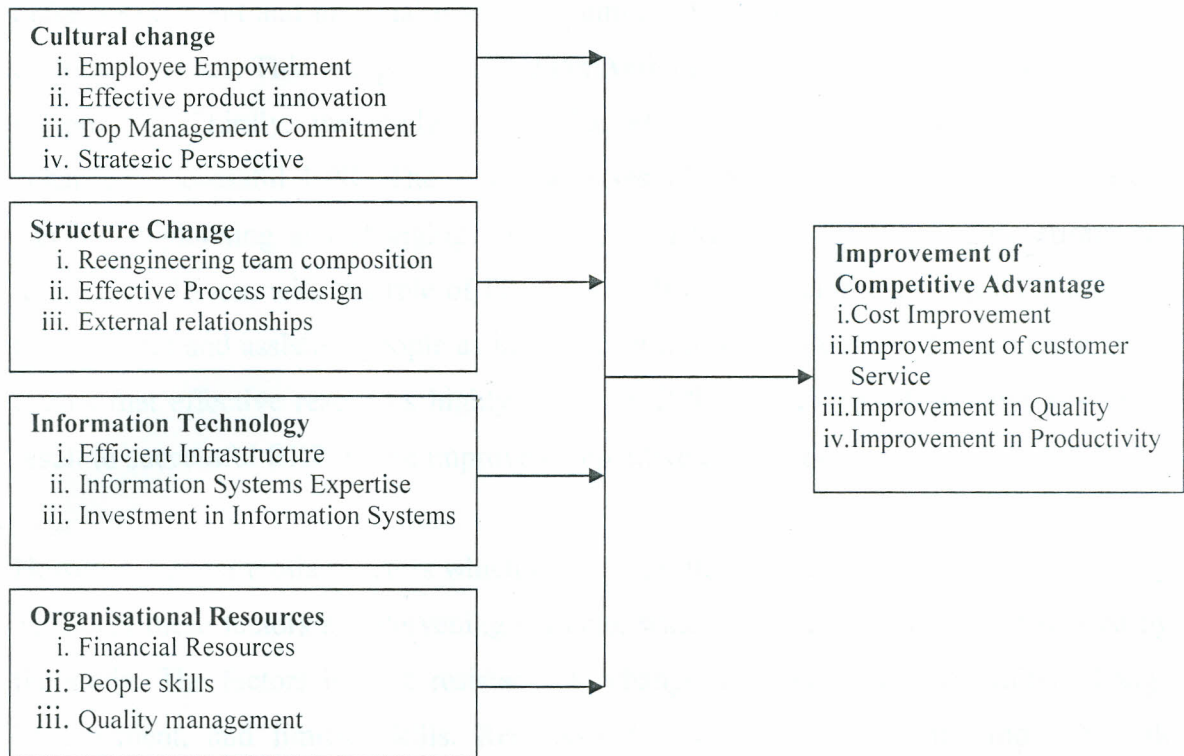 Cultural change
i. Employee Empowerment
ii. Effective product innovation
iii. Top Management Commitment
iv. Strategic Perspective
Structure Change
i. Reengineering team composition
ii. Effective Process redesign
iii. External relationships
Information Technology
i. Efficient Infrastructure
ii. Information Systems Expertise
iii. Investment in Information Systems
Organisational Resources
i. Financial Resources
ii. People skills
iii. Quality management
Improvement of
Competitive Advantage
i.Cost Improvement
ii.Improvement of customer
Service
iii.Improvement in Quality
iv.Improvement in Productivity